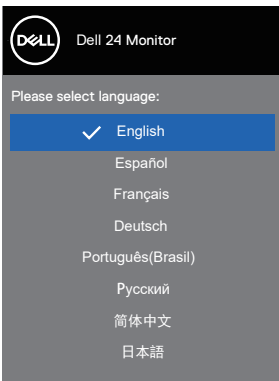 DELL Dell 24 Monitor
Please select language:
English
Español
Français
Deutsch
Português(Brasil)
Русский
简体中文
日本語